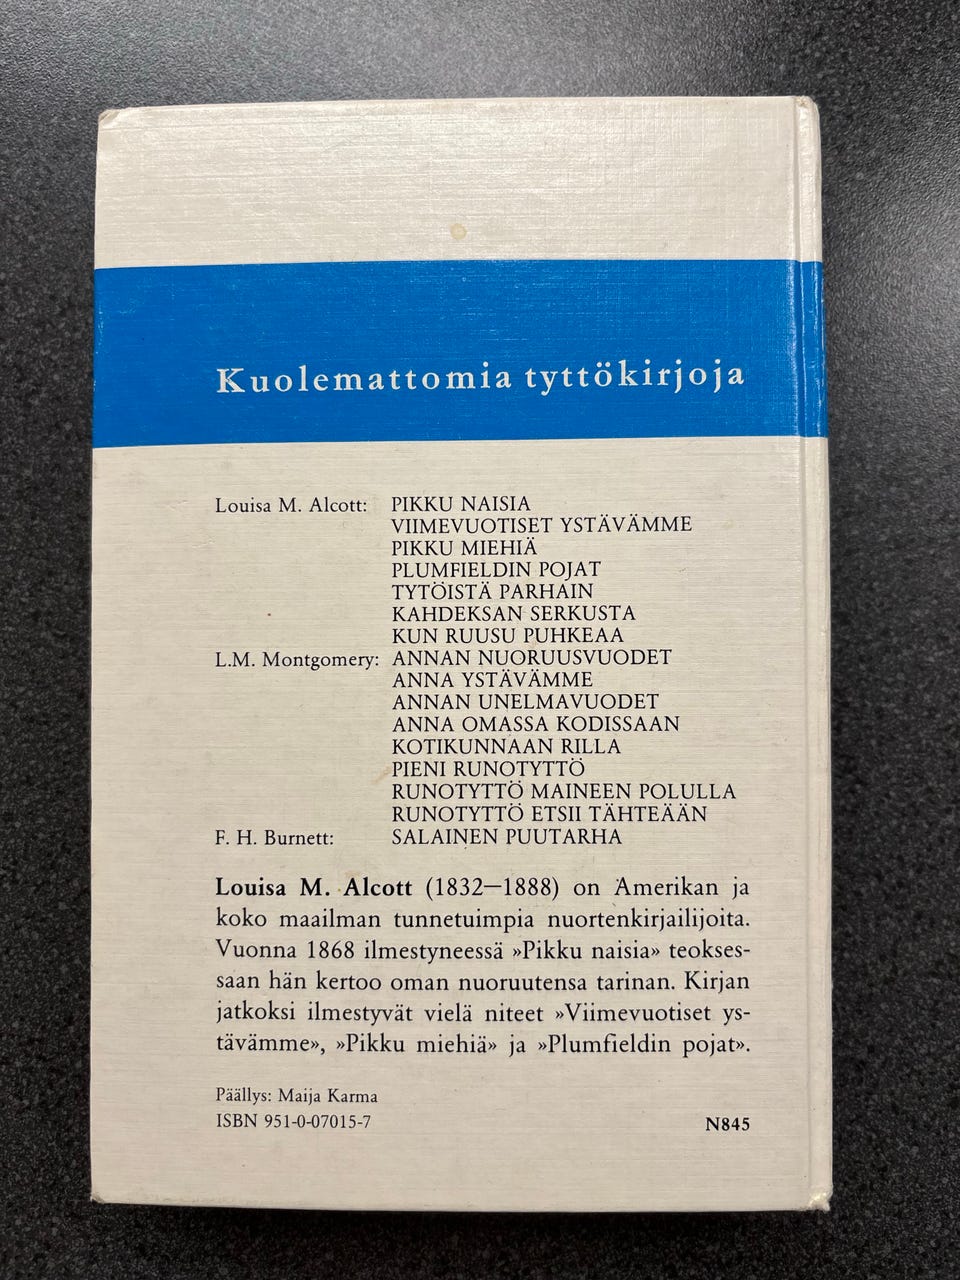 Kuolemattomia tyttökirjoja
Louisa M. Alcott: PIKKU NAISIA
VIIMEVUOTISET YSTÄVÄMME
PIKKU MIEHIÄ
PLUMFIELDIN POJAT
TYTÖISTÄ PARHAIN
KAHDEKSAN SERKUSTA
KUN RUUSU PUHKEAA
L.M. Montgomery: ANNAN NUORUUSVUODET
ANNA YSTÄVÄMME
ANNAN UNELMAVUODET
ANNA OMASSA KODISSAAN
KOTIKUNNAAN RILLA
PIENI RUNOTYTTÖ
RUNOTYTTÖ MAINEEN POLULLA
RUNOTYTTÖ ETSII TÄHTEÄÄN
F. H. Burnett: SALAINEN PUUTARHA
Louisa M. Alcott (1832—1888) on Amerikan ja
koko maailman tunnetuimpia nuortenkirjailijoita.
Vuonna 1868 ilmestyneessä »Pikku naisia» teokses-
saan hän kertoo oman nuoruutensa tarinan. Kirjan
jatkoksi ilmestyvät vielä niteet »Viimevuotiset ys-
tävämme», »Pikku miehiä» ja »Plumfieldin pojat».
Päällys: Maija Karma
ISBN 951-0-07015-7 N845